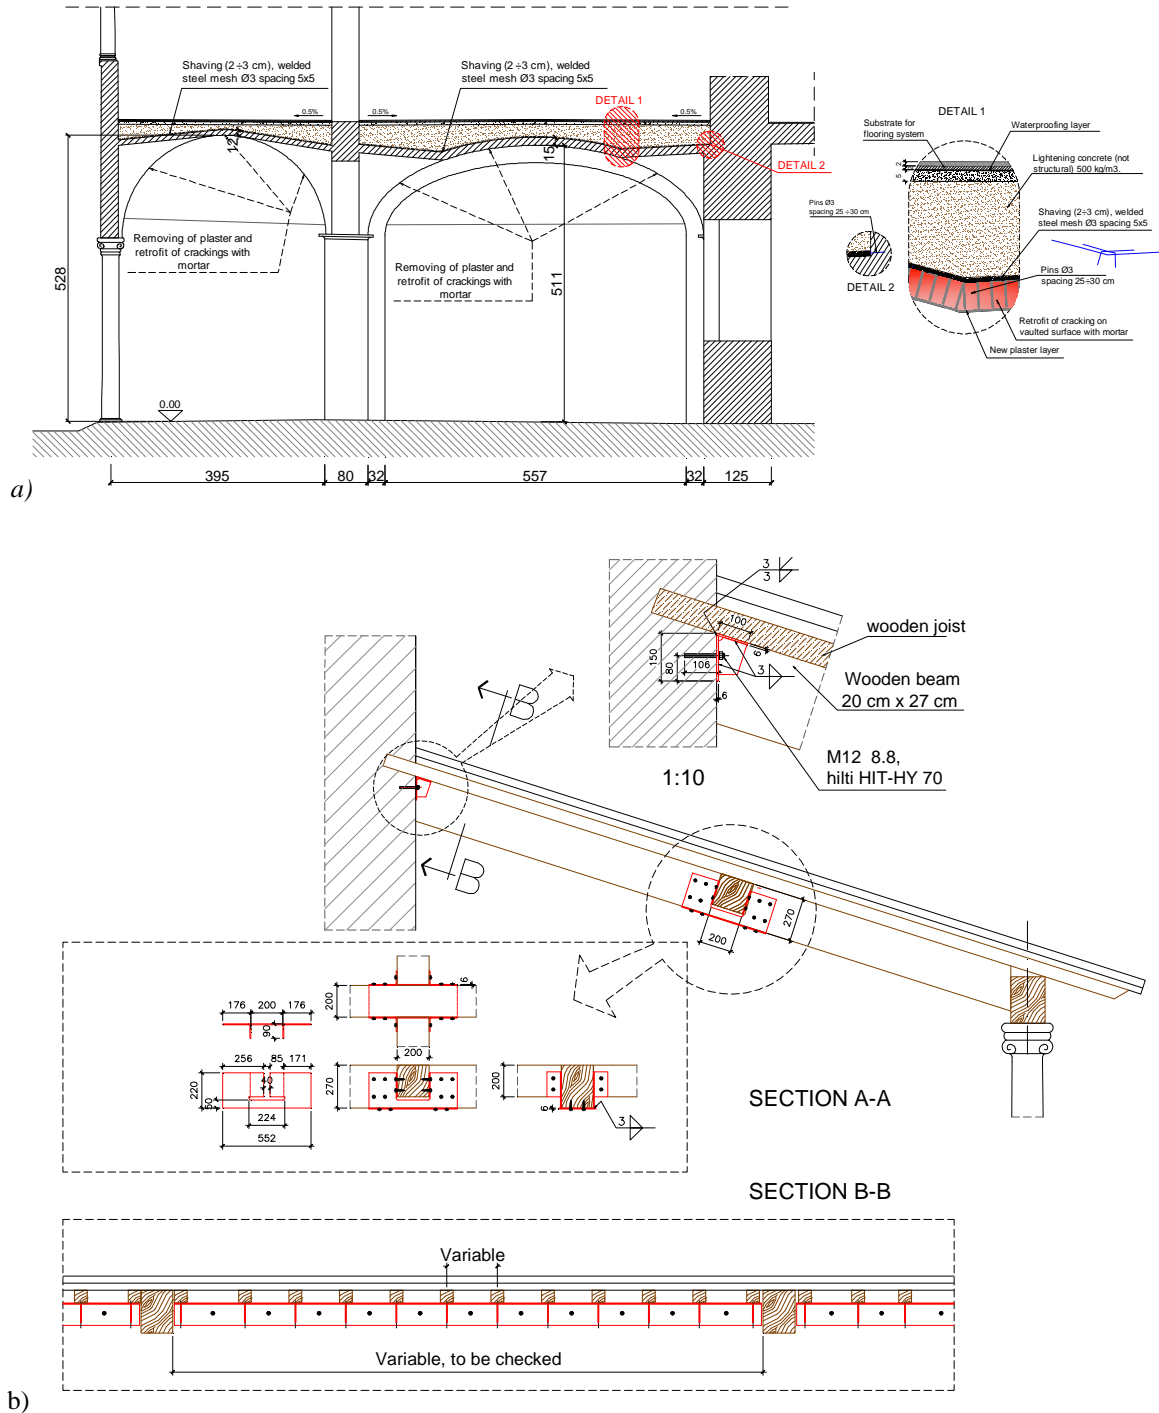 Shaving (2÷3 cm), welded
steel mesh Ø3 spacing 5x5
Shaving (2÷3 cm), welded
steel mesh Ø3 spacing 5x5
0.5%
0.5%
0.5%
DETAIL 1
DETAIL 2
12
15
Removing of plaster and
retrofit of crackings with
mortar
Removing of plaster and
retrofit of crackings with
mortar
528
511
0.00
395
80
32
557
32
125
a)
DETAIL 1
Substrate for
flooring system
Waterproofing layer
2
5
Lightening concrete (not
structural) 500 kg/m3.
Shaving (2÷3 cm), welded
steel mesh Ø3 spacing 5x5
Pins Ø3
spacing 25÷30 cm
Pins Ø3
spacing 25÷30 cm
DETAIL 2
Retrofit of cracking on
vaulted surface with mortar
New plaster layer
3
3
100
150
80
106
6
3
6
wooden joist
Wooden beam
20 cm x 27 cm
M12 8.8,
hilti HIT-HY 70
1:10
B
B
200
270
176
200
176
90
200
6
200
256
85
171
40
220
50
224
552
270
200
6
3
SECTION A-A
SECTION B-B
Variable
Variable, to be checked
b)